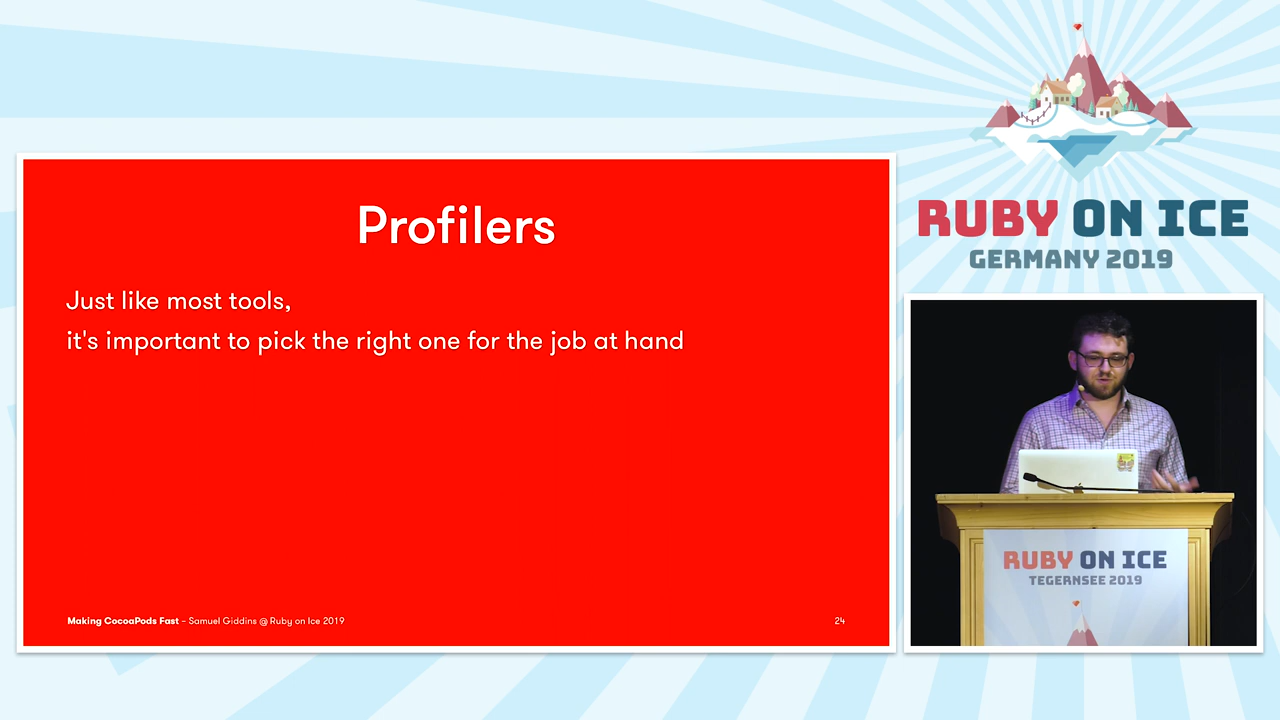 Profilers
Just like most tools,
it's important to pick the right one for the job at hand
Making CocoaPods Fast – Samuel Giddins @ Ruby on Ice 2019
24
RUBY ON ICE
GERMANY 2019
RUBY ON ICE
TEGERNSEE 2019